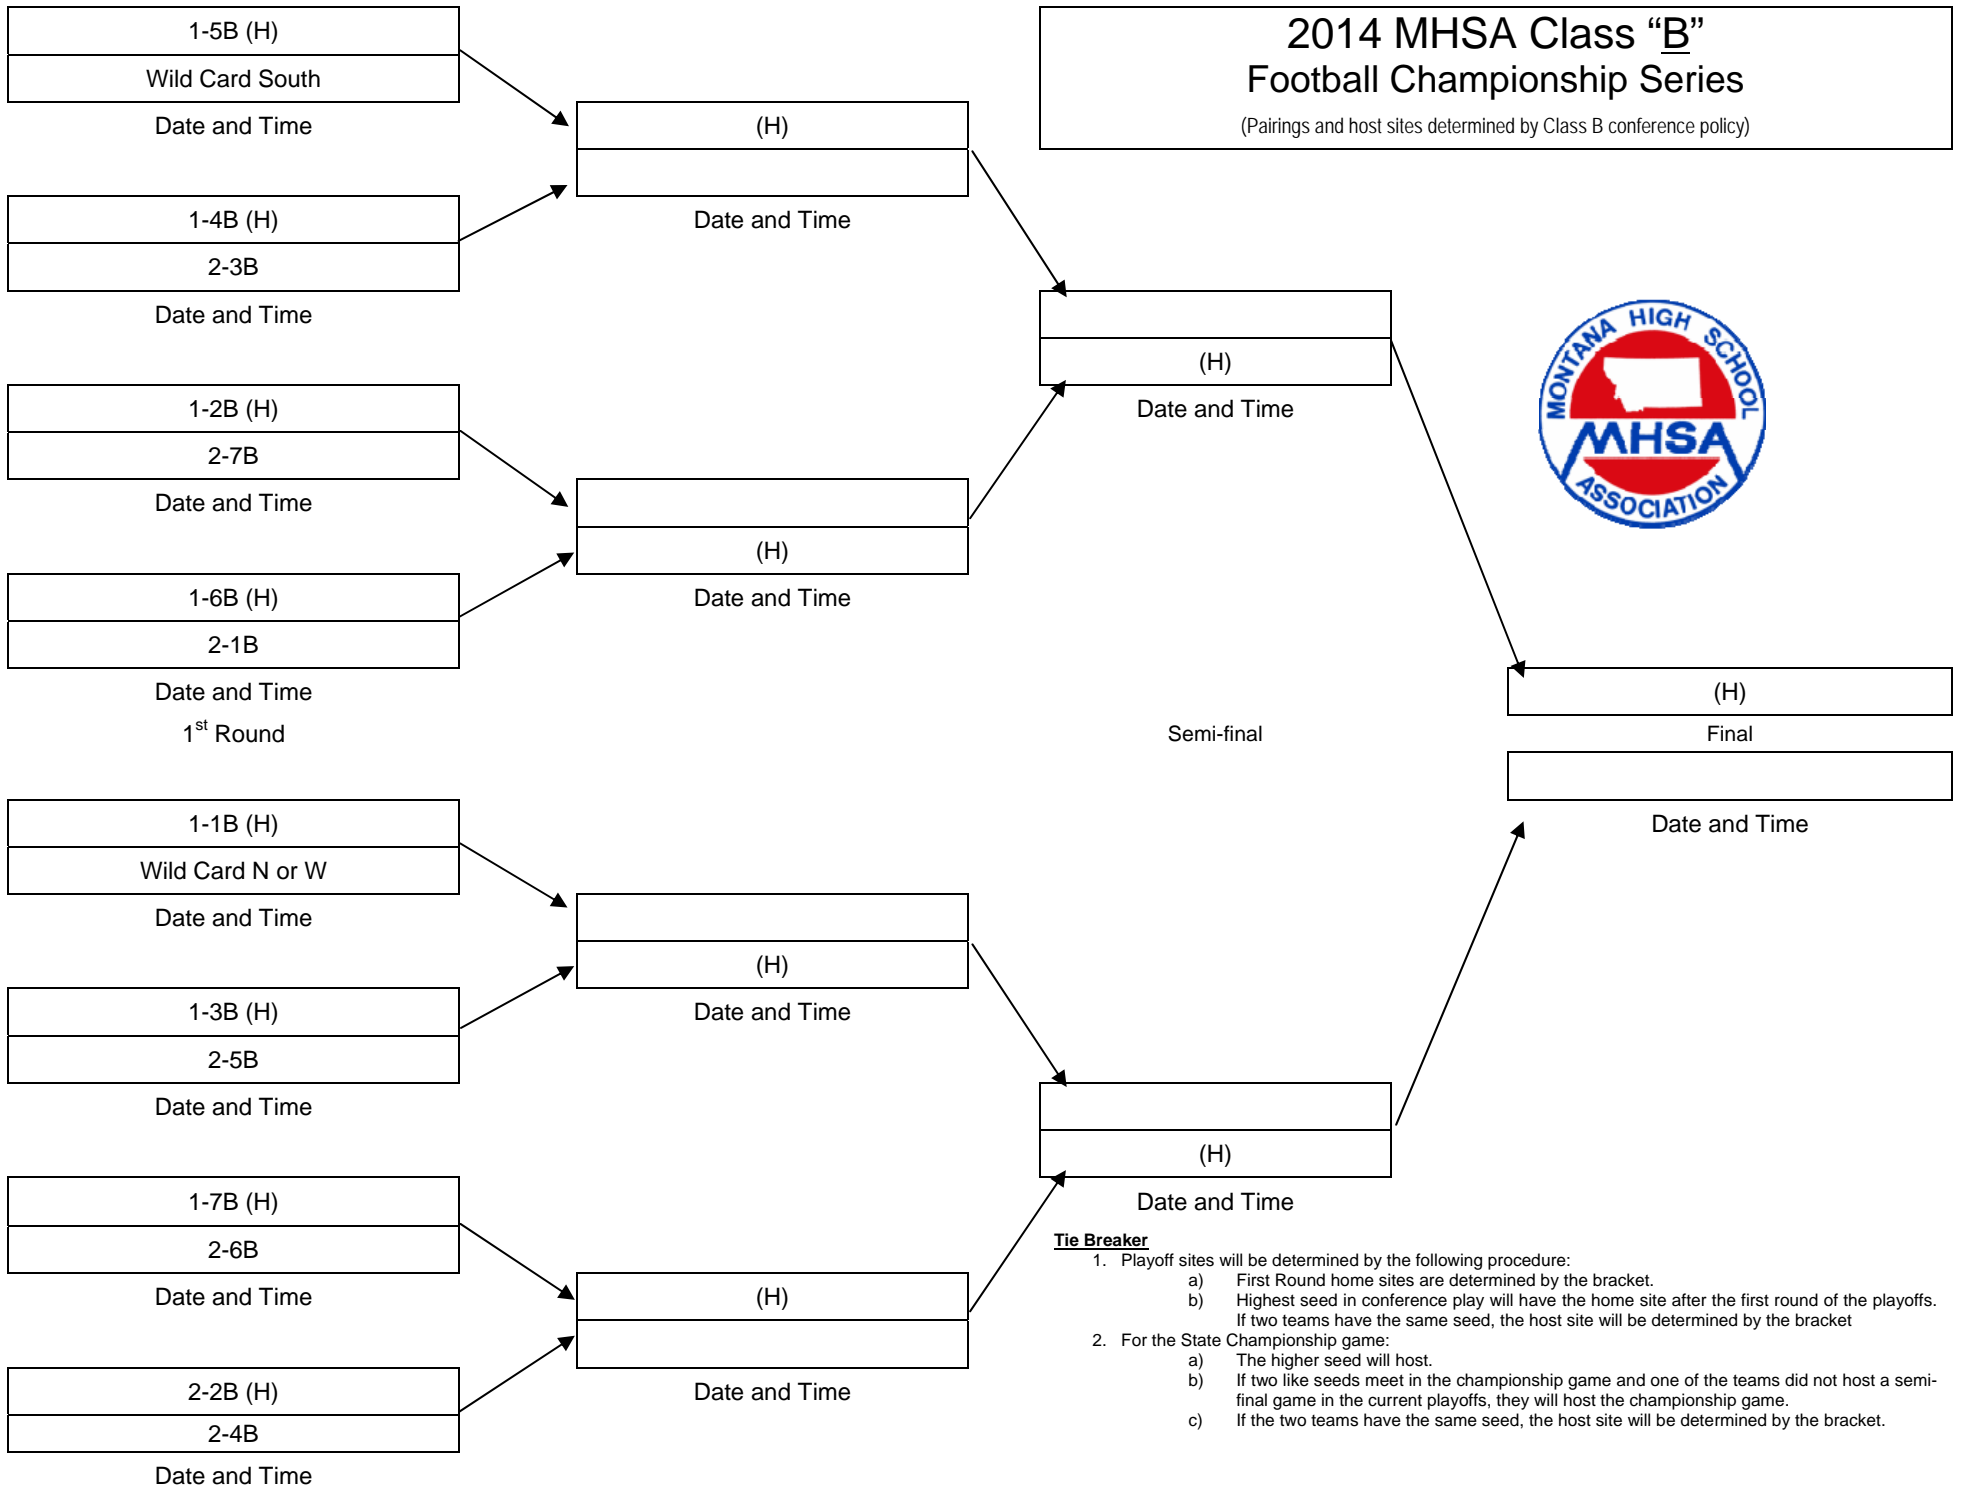 2014 MHSA Class “B”
Football Championship Series
(Pairings and host sites determined by Class B conference policy)
1-5B (H)
Wild Card South
Date and Time
1-4B (H)
2-3B
Date and Time
1-2B (H)
2-7B
Date and Time
1-6B (H)
2-1B
Date and Time
1st Round
1-1B (H)
Wild Card N or W
Date and Time
1-3B (H)
2-5B
Date and Time
1-7B (H)
2-6B
Date and Time
2-2B (H)
2-4B
Date and Time
(H)
Date and Time
(H)
Date and Time
(H)
Date and Time
(H)
Date and Time
(H)
Date and Time
Semi-final
(H)
Date and Time
MONTANA HIGH SCHOOL
MHSA
ASSOCIATION
(H)
Final
Date and Time
Tie Breaker
1. Playoff sites will be determined by the following procedure:
a) First Round home sites are determined by the bracket.
b) Highest seed in conference play will have the home site after the first round of the playoffs.
If two teams have the same seed, the host site will be determined by the bracket
2. For the State Championship game:
a) The higher seed will host.
b) If two like seeds meet in the championship game and one of the teams did not host a semi-
final game in the current playoffs, they will host the championship game.
c) If the two teams have the same seed, the host site will be determined by the bracket.